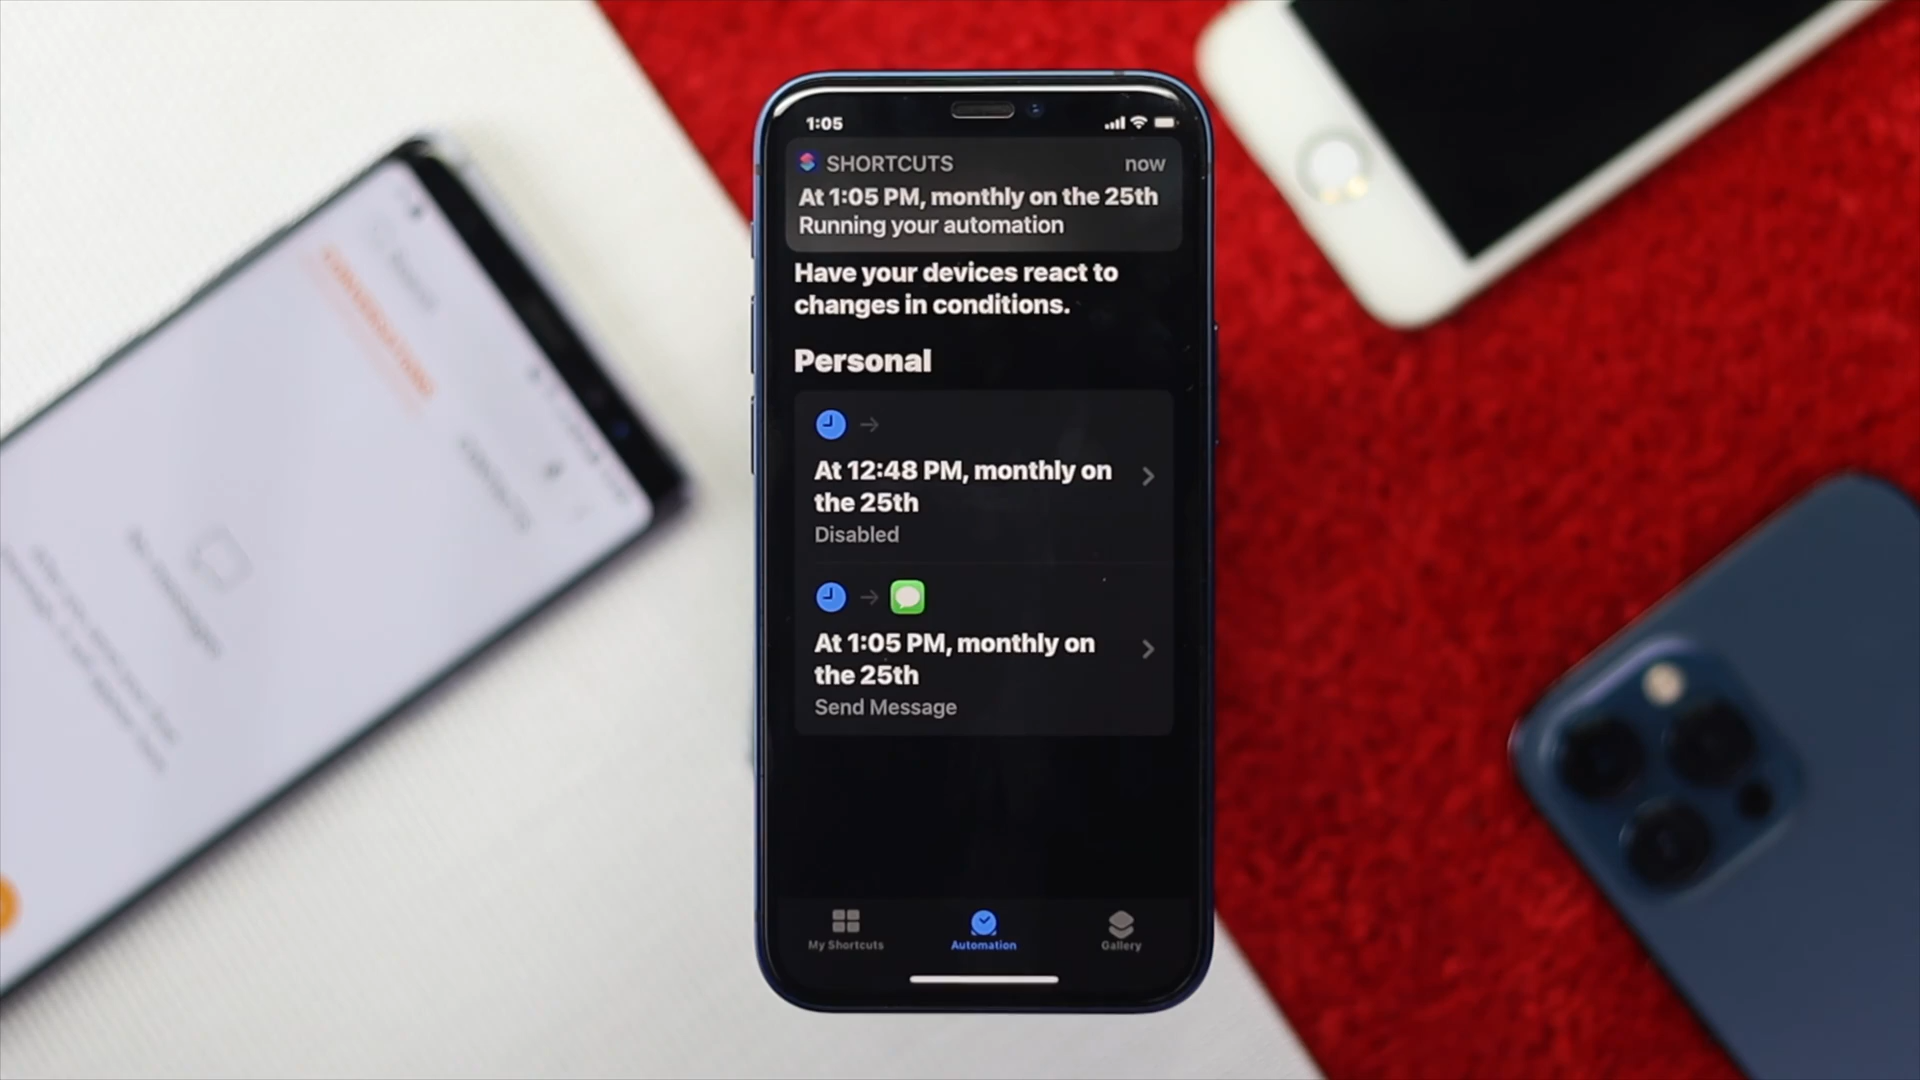 1:05
SHORTCUTS now
At 1:05 PM, monthly on the 25th
Running your automation
Have your devices react to
changes in conditions.
Personal
At 12:48 PM, monthly on
the 25th
Disabled
At 1:05 PM, monthly on
the 25th
Send Message
My Shortcuts Automation Gallery